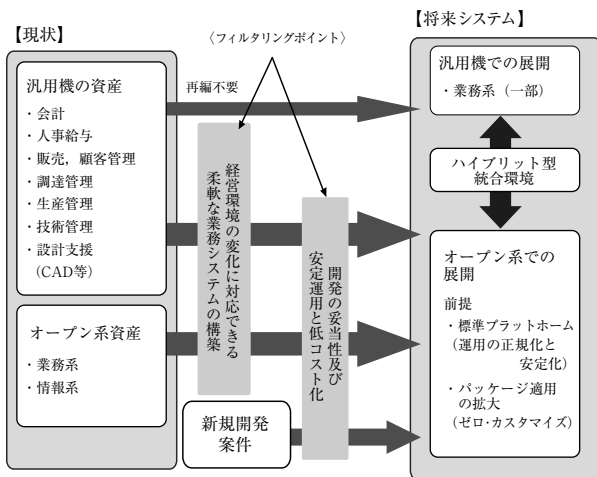 【現状】
汎用機の資産
・会計
・人事給与
・販売，顧客管理
・調達管理
・生産管理
・技術管理
・設計支援
（CAD等）
オープン系資産
・業務系
・情報系
〈フィルタリングポイント〉
再編不要
経営環境の変化に対応できる
柔軟な業務システムの構築
開発の妥当性及び
安定運用と低コスト化
新規開発
案件
【将来システム】
汎用機での展開
・業務系（一部）
ハイブリット型
統合環境
オープン系での
展開
前提
・標準プラットホーム
（運用の正規化と
安定化）
・パッケージ適用
の拡大
（ゼロ・カスタマイズ）